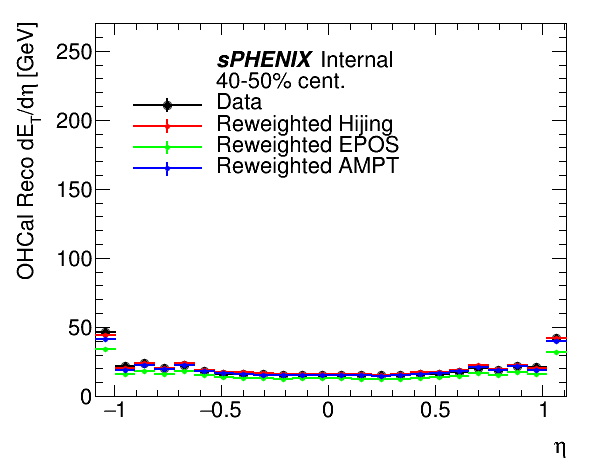 OHCal Reco dE_T/dη [GeV]
250
200
150
100
50
0
sPHENIX Internal
40-50% cent.
Data
Reweighted Hijing
Reweighted EPOS
Reweighted AMPT
−1
−0.5
0
0.5
1
η